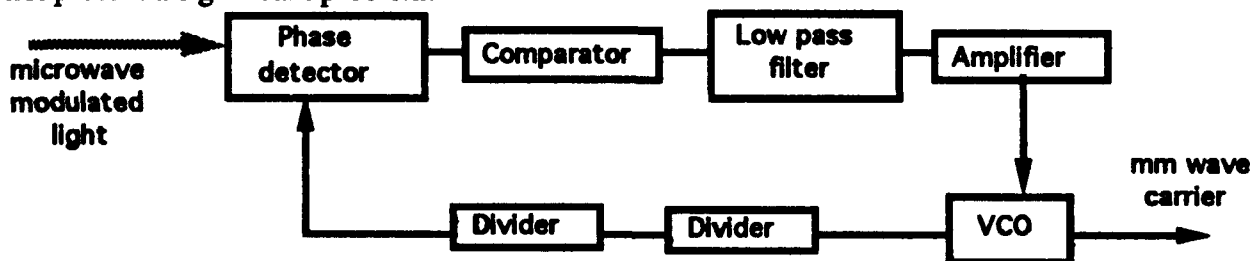 microwave
modulated
light
Phase
detector
Comparator
Low pass
filter
Amplifier
Divider
Divider
VCO
mm wave
carrier